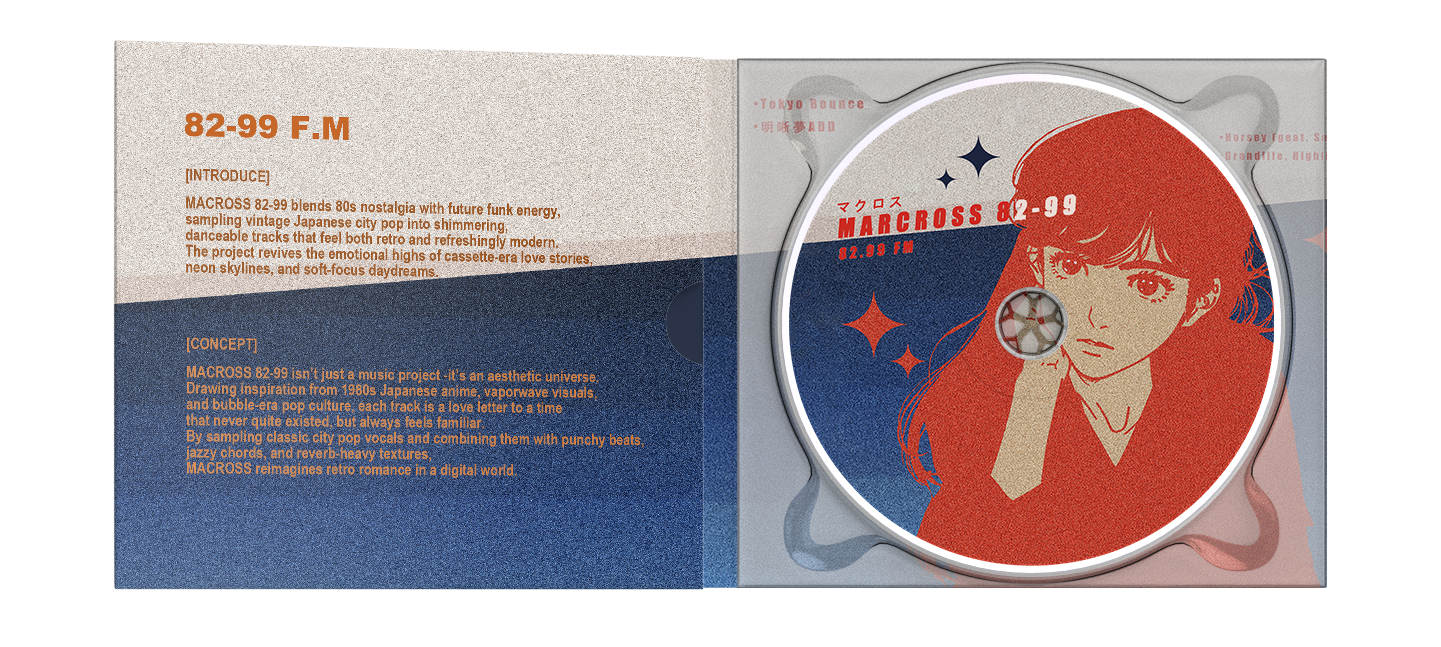 82-99 F.M
[INTRODUCE]
MACROSS 82-99 blends 80s nostalgia with future funk energy,
sampling vintage Japanese city pop into shimmering,
danceable tracks that feel both retro and refreshingly modern.
The project revives the emotional highs of cassette-era love stories,
neon skylines, and soft-focus daydreams.
[CONCEPT]
MACROSS 82-99 isn't just a music project -it's an aesthetic universe.
Drawing inspiration from 1980s Japanese anime, vaporwave visuals,
and bubble-era pop culture, each track is a love letter to a time
that never quite existed, but always feels familiar.
By sampling classic city pop vocals and combining them with punchy beats,
jazzy chords, and reverb-heavy textures,
MACROSS reimagines retro romance in a digital world.
•Tokyo Bounce
•明晰夢ADD
マクロス
MARCROSS 82-99
82.99 FM
•Horsey (geat.
Grandlife.